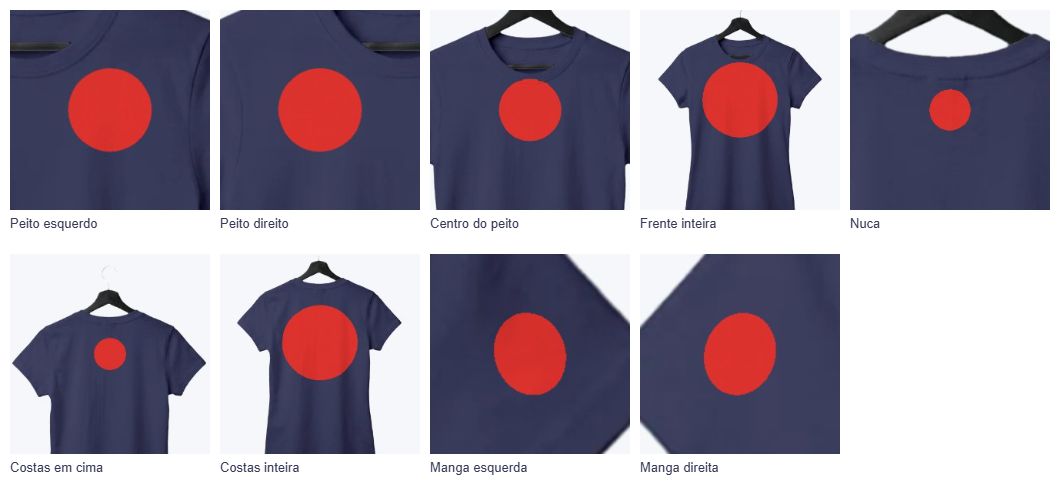 Peito esquerdo
Peito direito
Centro do peito
Frente inteira
Nuca
Costas em cima
Costas inteira
Manga esquerda
Manga direita